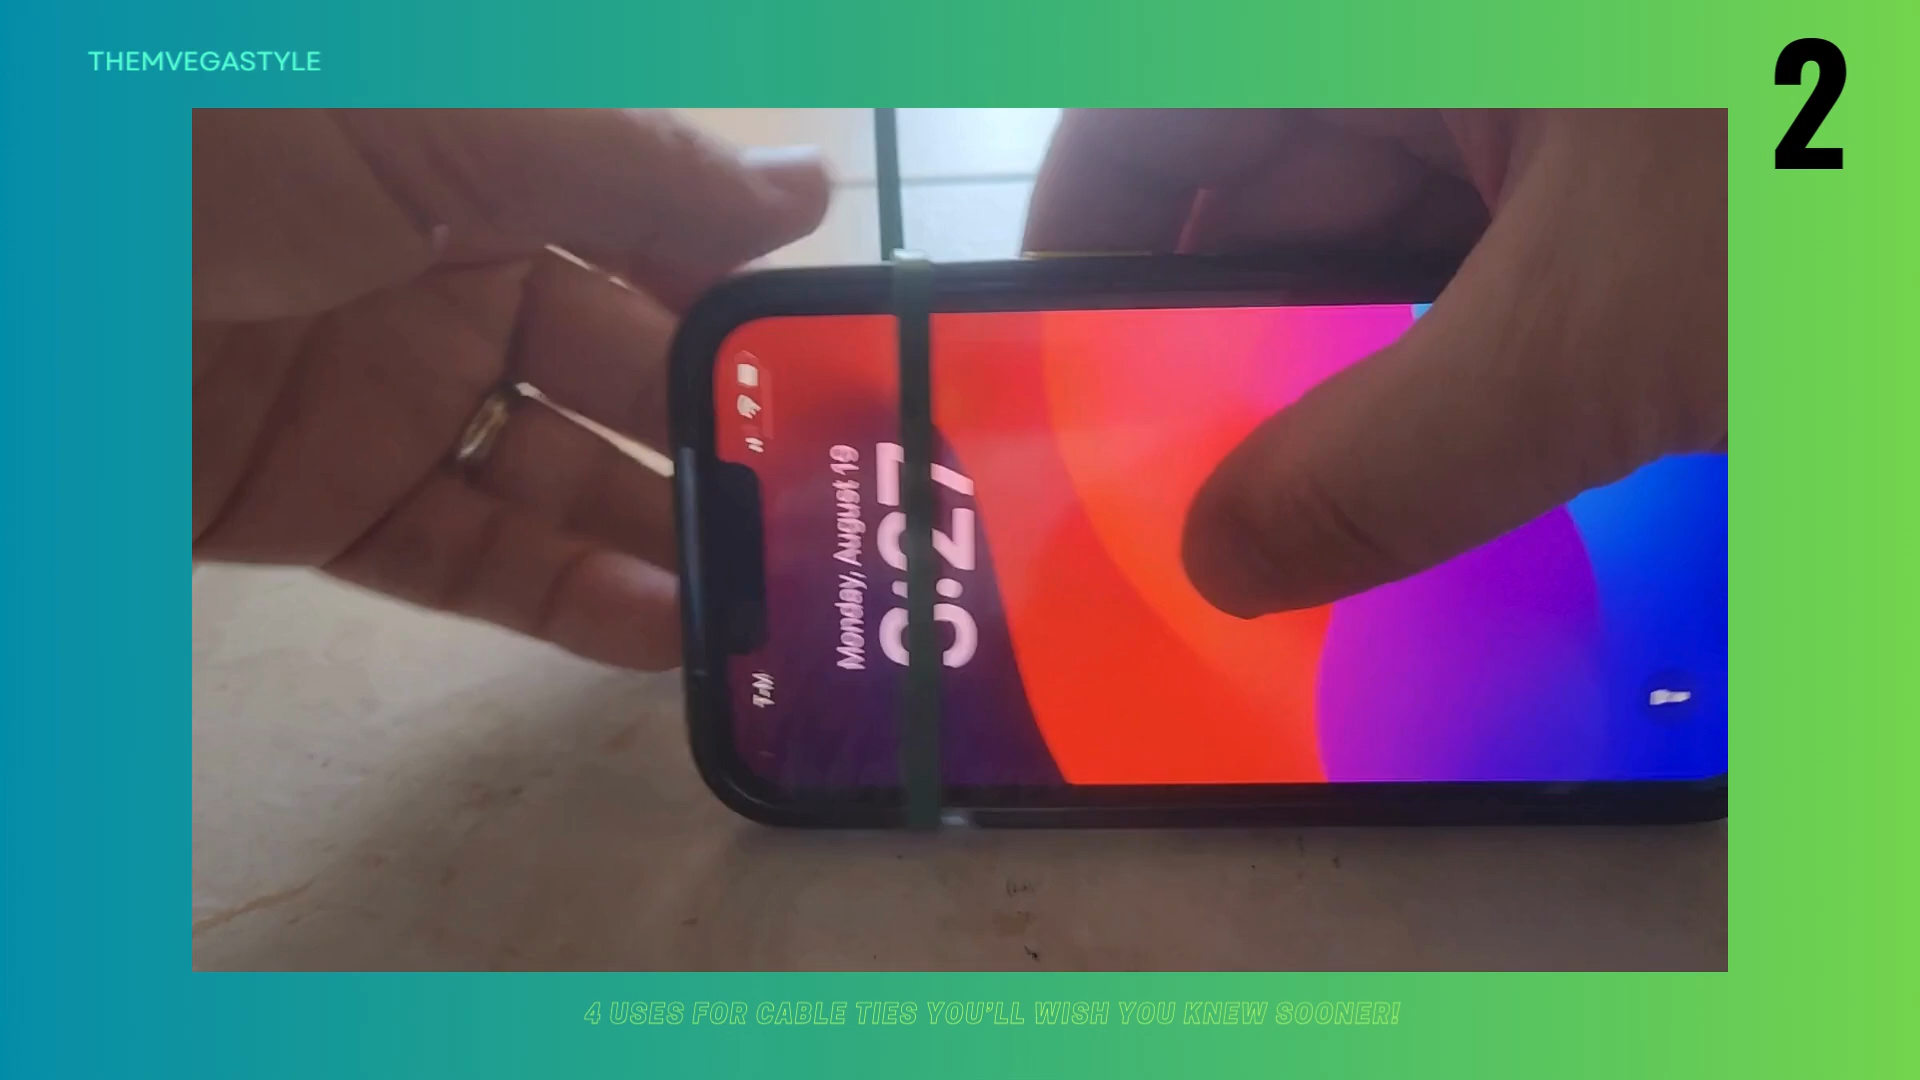 THEMVEGASTYLE
2
Monday, August 19
4 USES FOR CABLE TIES YOU'LL WISH YOU KNEW SOONER!